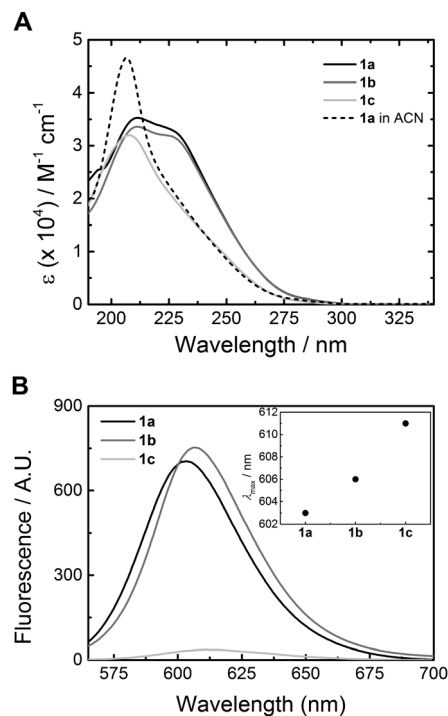 A
5
4
3
2
1
0
ε (x 10⁴) / M⁻¹ cm⁻¹
1a
1b
1c
1a in ACN
200 225 250 275 300 325
Wavelength / nm
B
900
600
300
0
Fluorescence / A.U.
1a
1b
1c
612
610
608
606
604
602
λmax / nm
1a 1b 1c
575 600 625 650 675 700
Wavelength (nm)